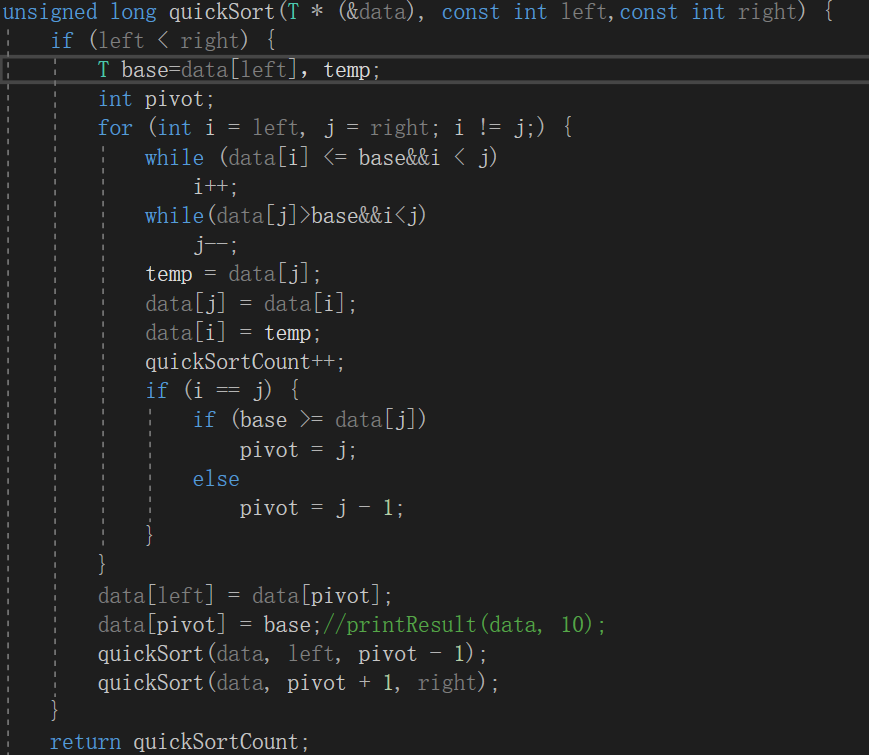 unsigned long quickSort(T * (&data), const int left,const int right) {
if (left < right) {
T base=data[left], temp;
int pivot;
for (int i = left, j = right; i != j;) {
while (data[i] <= base&&i < j)
i++;
while(data[j]>base&&i<j)
j--;
temp = data[j];
data[j] = data[i];
data[i] = temp;
quickSortCount++;
if (i == j) {
if (base >= data[j])
pivot = j;
else
pivot = j - 1;
}
}
data[left] = data[pivot];
data[pivot] = base;//printResult(data, 10);
quickSort(data, left, pivot - 1);
quickSort(data, pivot + 1, right);
}
return quickSortCount;